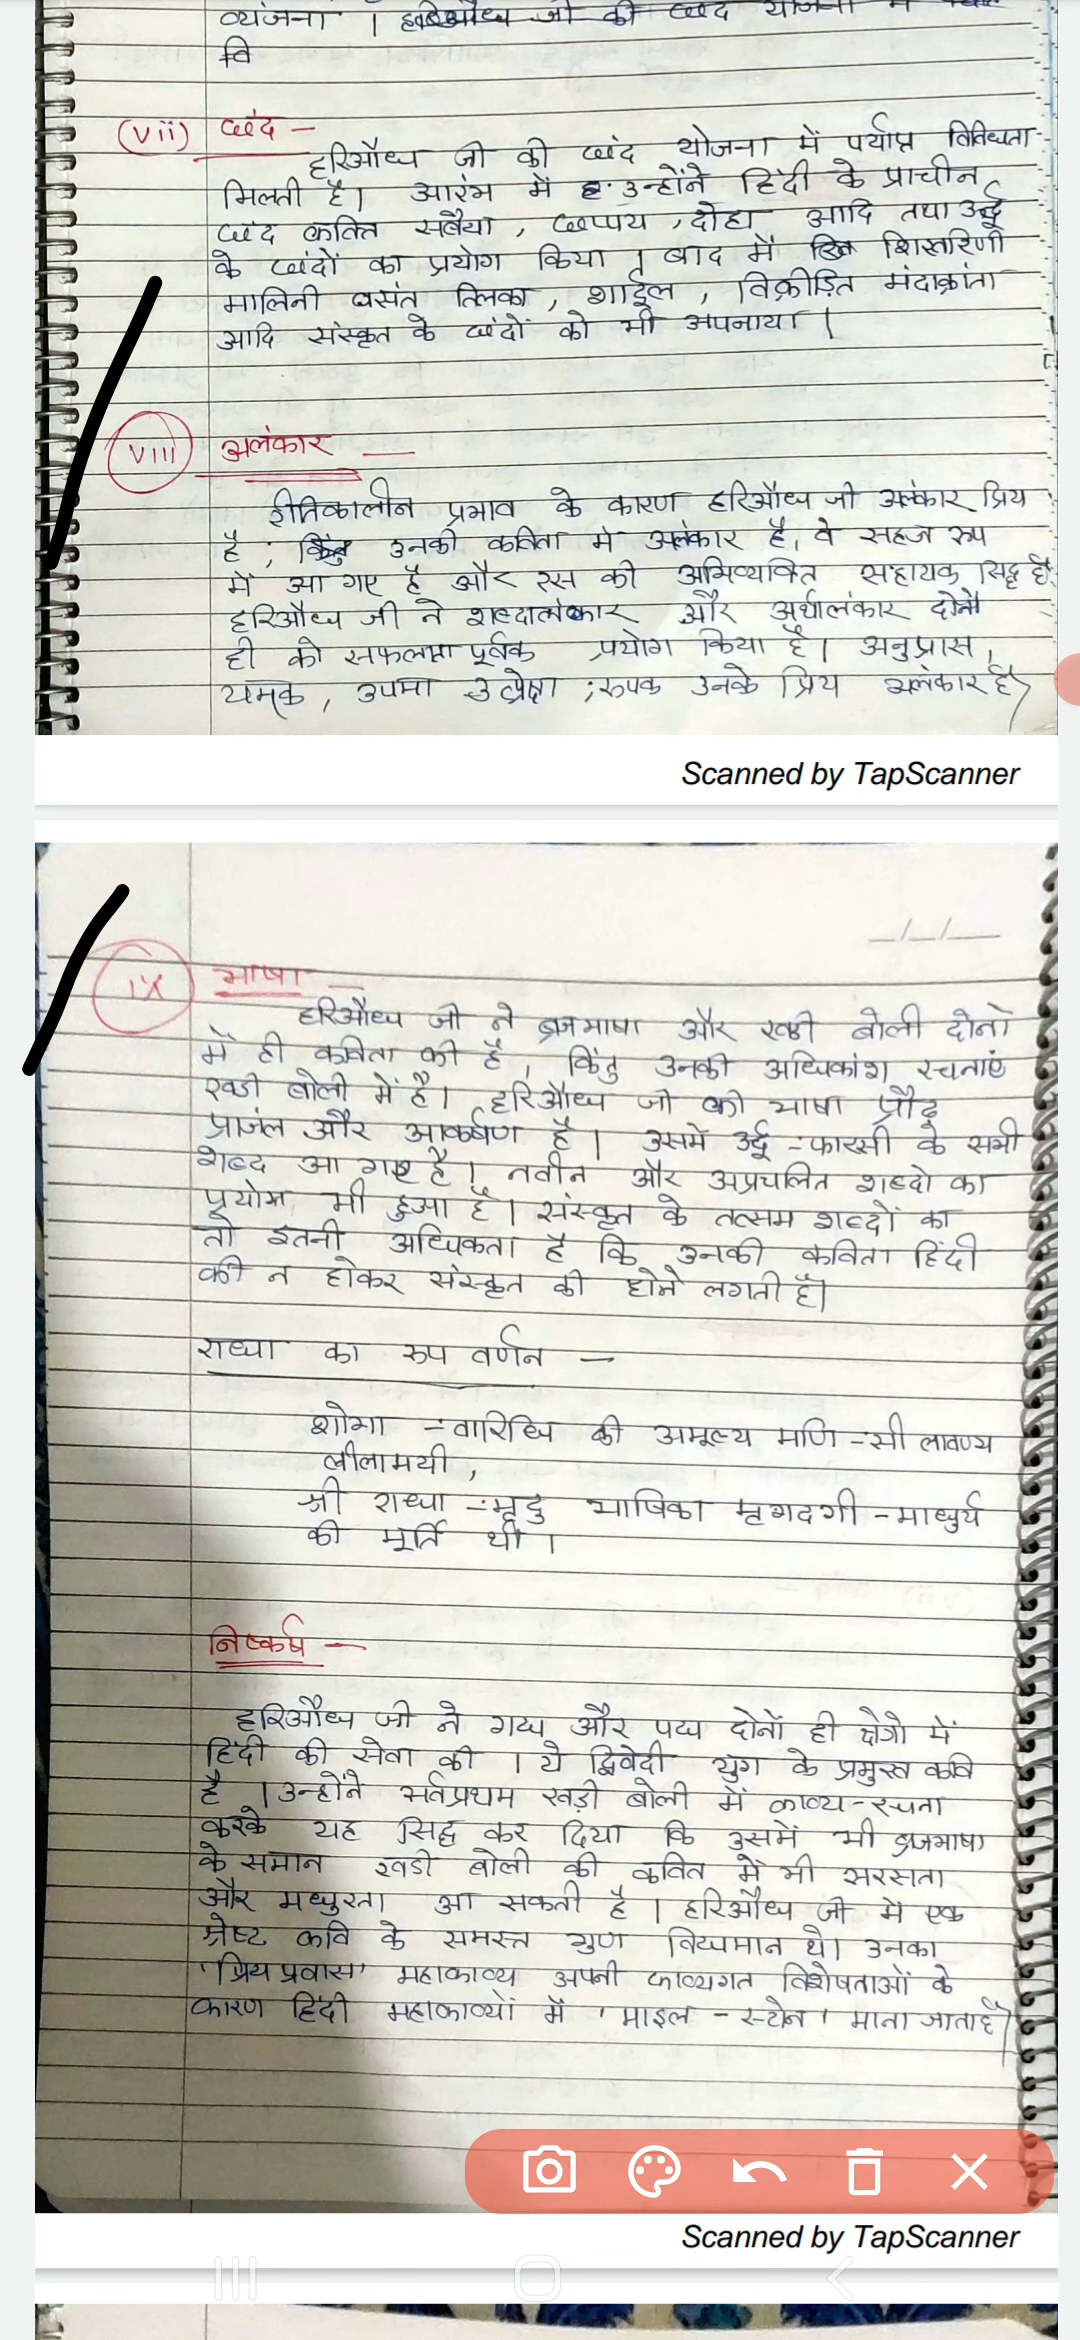 व्यंजना । हरिऔध जी की छंद योजना में
वि
(vii) छंद –
हरिऔध जी की छंद योजना में पर्याप्त विविधता
मिलती है। आरंभ में उन्होंने हिंदी के प्राचीन
छंद कवित्त सवैया , छप्पय , दोहा आदि तथा उर्दू
के छंदों का प्रयोग किया । बाद में शिखरिणी
मालिनी वसंत तिलका , शार्दूल , विक्रीड़ित मंदाक्रांता
आदि संस्कृत के छंदों को भी अपनाया ।
VIII अलंकार —
रीतिकालीन प्रभाव के कारण हरिऔध जी अलंकार प्रिय
है ; किंतु उनकी कविता मे अलंकार है, वे सहज रूप
में आ गए है और रस की अभिव्यक्ति सहायक सिद्ध है
हरिऔध जी ने शब्दालंकार और अर्थालंकार दोनों
ही को सफलता पूर्वक प्रयोग किया है। अनुप्रास ,
यमक , उपमा उत्प्रेक्षा ; रूपक उनके प्रिय अलंकार है
Scanned by TapScanner
_/_/__
ix भाषा –
हरिऔध जी ने ब्रजभाषा और खडी बोली दोनो
में ही कविता की है , किंतु उनकी अधिकांश रचनाएं
खडी बोली में है। हरिऔध जी की भाषा प्रौढ़
प्राजंल और आकर्षण है । उसमे उर्दू - फारसी के सभी
शब्द आ गए है। नवीन और अप्रचलित शब्दो का
प्रयोग भी हुआ है । संस्कृत के तत्सम शब्दों का
तो इतनी अधिकता है कि उनकी कविता हिंदी
की न होकर संस्कृत की होने लगती है।
राधा का रूप वर्णन –
शोभा - वारिधि की अमूल्य मणि - सी लावण्य
लीलामयी ,
श्री राधा - मृदु भाषिका मृगदगी - माधुर्य
की मूर्ति थी ।
निष्कर्ष –
हरिऔध जी ने गद्य और पद्य दोनों ही क्षेत्रो में
हिंदी की सेवा की । ये द्विवेदी युग के प्रमुख कवि
है । उन्होंने सर्वप्रथम खड़ी बोली में काव्य-रचना
करके यह सिद्ध कर दिया कि उसमें भी ब्रजभाषा
के समान खडी बोली की कवित में भी सरसता
और मधुरता आ सकती है । हरिऔध जी में एक
श्रेष्ट कवि के समस्त गुण विद्यमान थे। उनका
'प्रिय प्रवास' महाकाव्य अपनी काव्यगत विशेषताओं के
कारण हिंदी महाकाव्यों में 'माइल - स्टोन' माना जाता है
Scanned by TapScanner